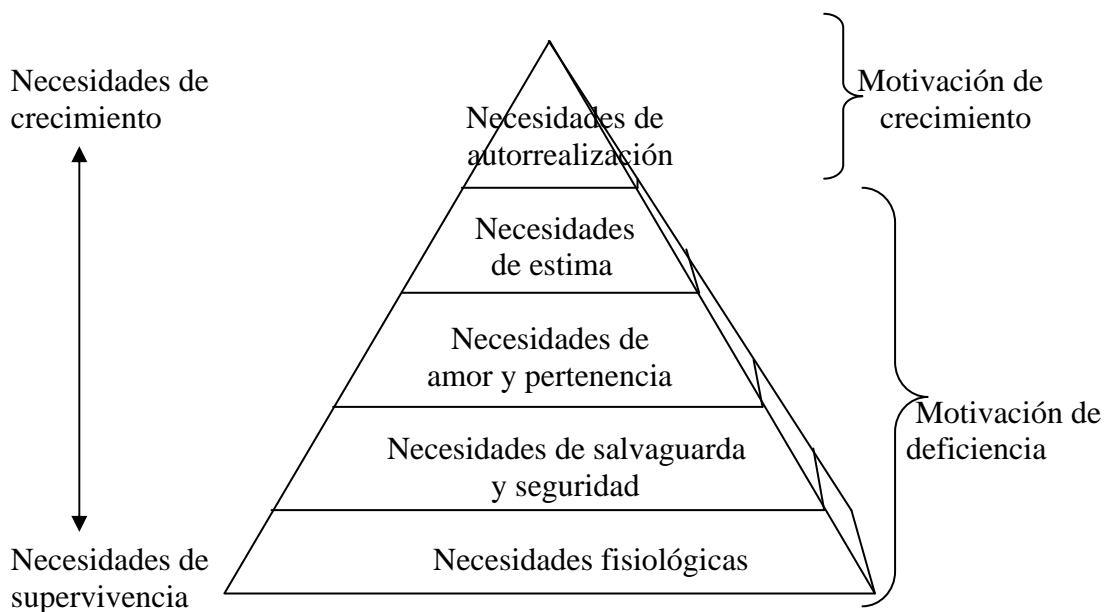 Necesidades de
crecimiento
Motivación de
crecimiento
Necesidades de
autorrealización
Necesidades
de estima
Necesidades de
amor y pertenencia
Motivación de
deficiencia
Necesidades de salvaguarda
y seguridad
Necesidades de
supervivencia
Necesidades fisiológicas